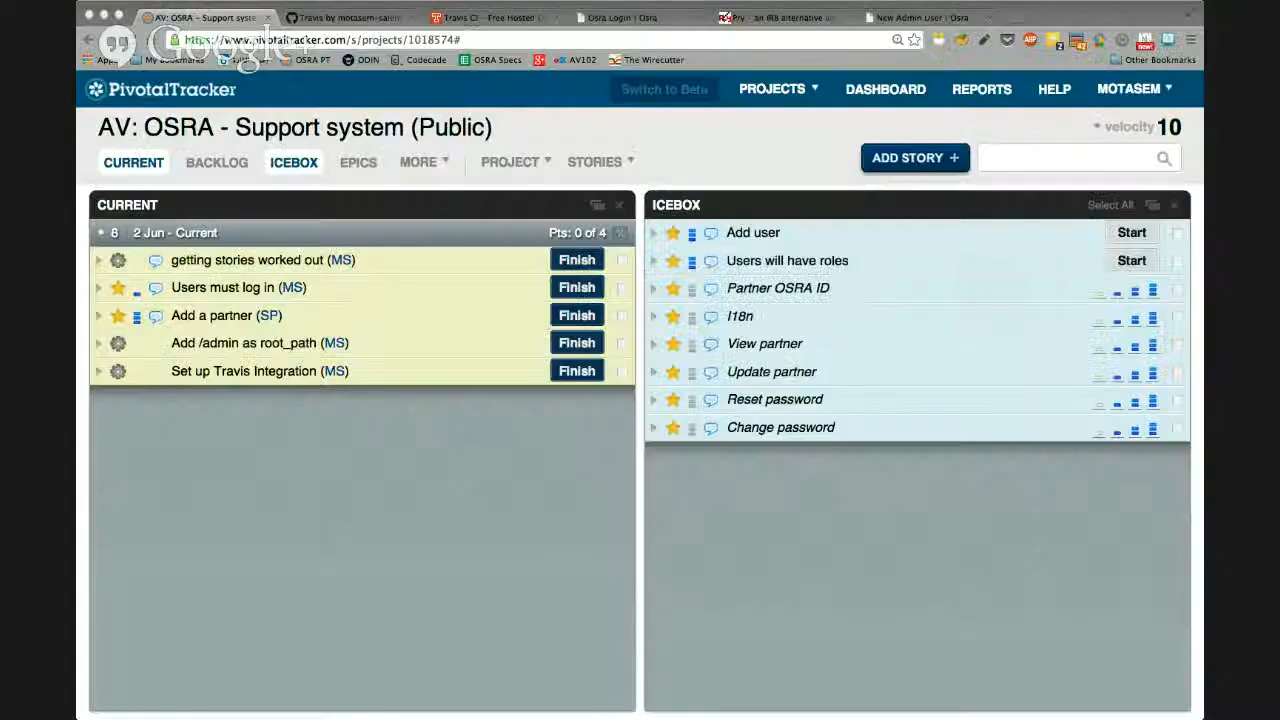 AV: OSRA - Support syste
Travis by motasem-salem
Travis CI - Free Hosted C
Osra Login | Osra
Pry - an IRB alternative a
New Admin User | Osra
Google+
https://www.pivotaltracker.com/s/projects/1018574#
Apps
My Bookmarks
OSRA PT
ODIN
Codecade
OSRA Specs
AV102
The Wirecutter
Other Bookmarks
PivotalTracker
Switch to Beta
PROJECTS
DASHBOARD
REPORTS
HELP
MOTASEM
AV: OSRA - Support system (Public)
velocity 10
CURRENT
BACKLOG
ICEBOX
EPICS
MORE
PROJECT
STORIES
ADD STORY +
CURRENT
8 2 Jun - Current Pts: 0 of 4
getting stories worked out (MS) Finish
Users must log in (MS) Finish
Add a partner (SP) Finish
Add /admin as root_path (MS) Finish
Set up Travis Integration (MS) Finish
ICEBOX Select All
Add user Start
Users will have roles Start
Partner OSRA ID
I18n
View partner
Update partner
Reset password
Change password